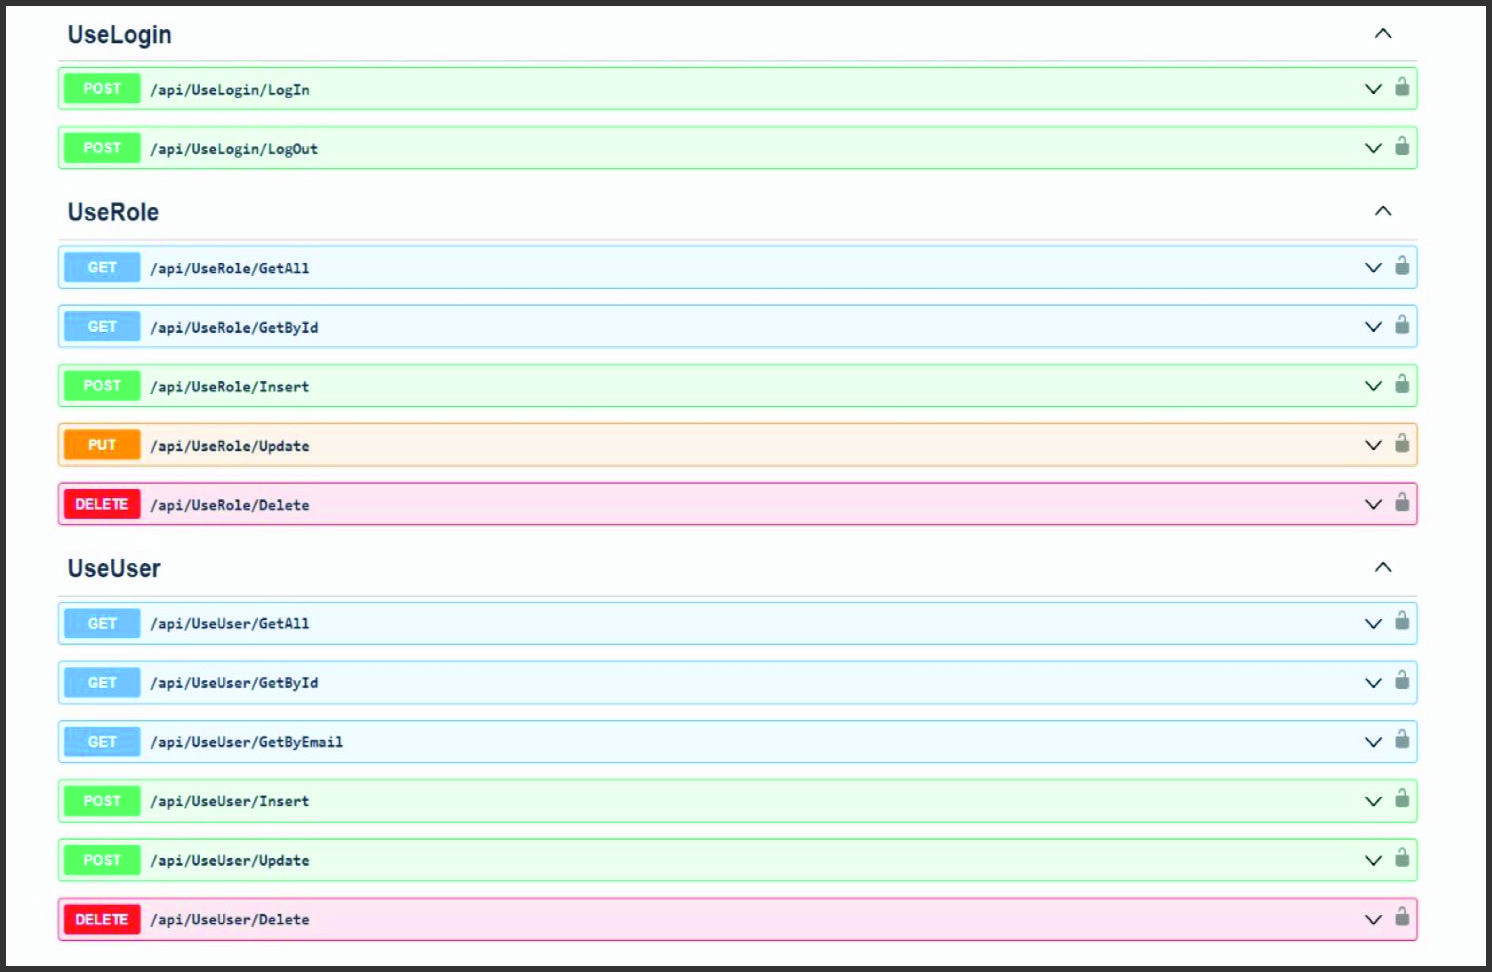 UseLogin
POST /api/UseLogin/LogIn
POST /api/UseLogin/LogOut
UseRole
GET /api/UseRole/GetAll
GET /api/UseRole/GetById
POST /api/UseRole/Insert
PUT /api/UseRole/Update
DELETE /api/UseRole/Delete
UseUser
GET /api/UseUser/GetAll
GET /api/UseUser/GetById
GET /api/UseUser/GetByEmail
POST /api/UseUser/Insert
POST /api/UseUser/Update
DELETE /api/UseUser/Delete